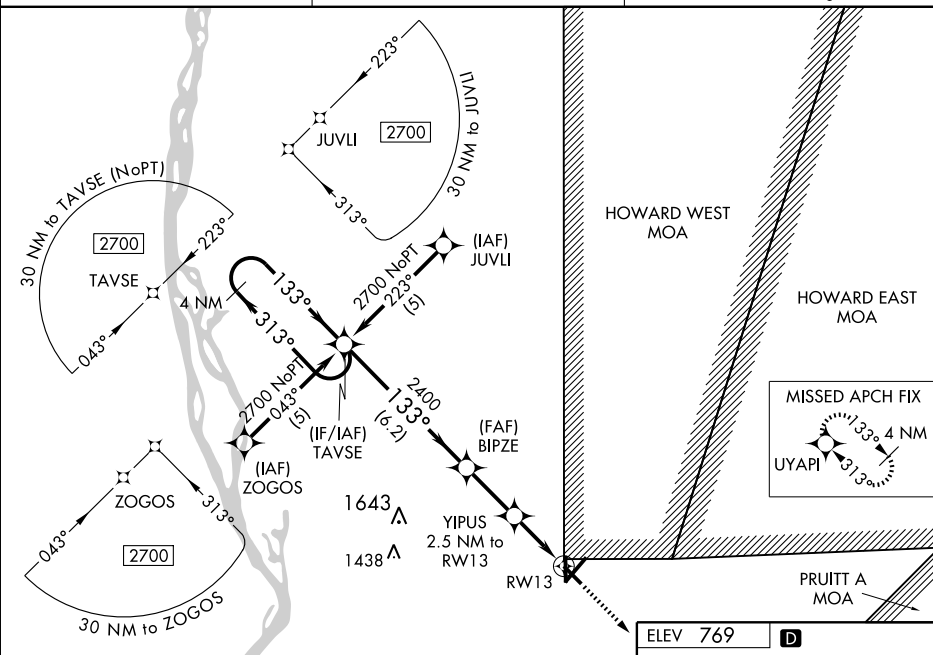 223°
JUVLI
2700
30 NM to JUVLI
313°
30 NM to TAVSE (NoPT)
2700
223°
TAVSE
043°
4 NM
133°
313°
2700 NoPT
223°
(5)
(IAF)
JUVLI
2700 NoPT
043°
(5)
(IF/IAF)
TAVSE
2400
133°
(6.2)
(FAF)
BIPZE
(IAF)
ZOGOS
043°
ZOGOS
313°
2700
30 NM to ZOGOS
1643
1438
YIPUS
2.5 NM to
RW13
RW13
HOWARD WEST
MOA
HOWARD EAST
MOA
MISSED APCH FIX
133°
4 NM
UYAPI
313°
PRUITT A
MOA
ELEV 769
D